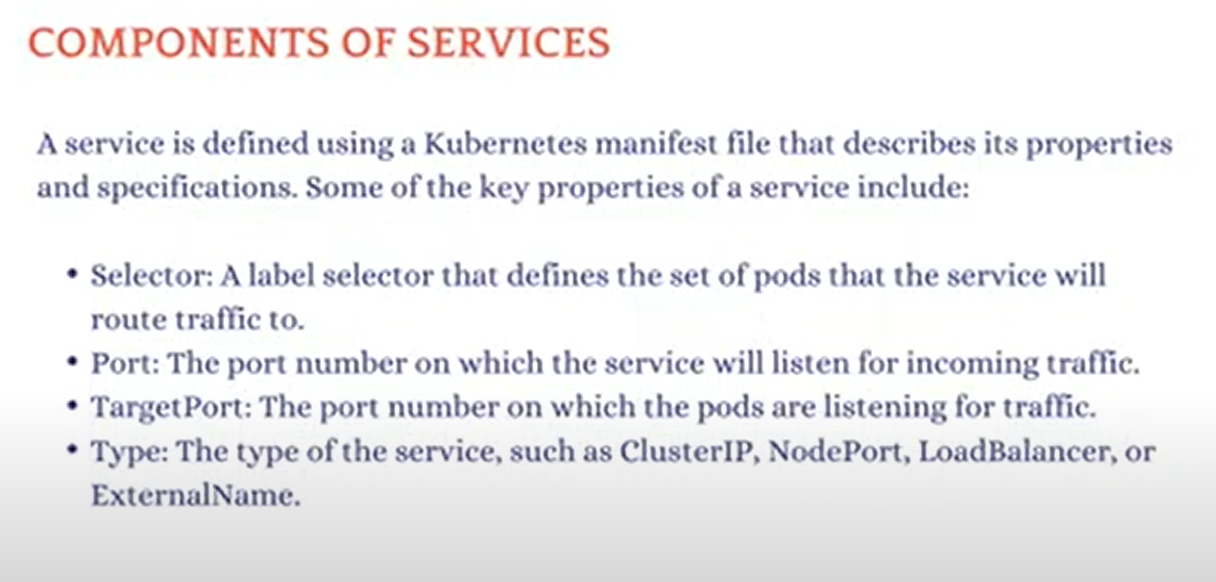 COMPONENTS OF SERVICES
A service is defined using a Kubernetes manifest file that describes its properties
and specifications. Some of the key properties of a service include:
• Selector: A label selector that defines the set of pods that the service will
route traffic to.
• Port: The port number on which the service will listen for incoming traffic.
• TargetPort: The port number on which the pods are listening for traffic.
• Type: The type of the service, such as ClusterIP, NodePort, LoadBalancer, or
ExternalName.